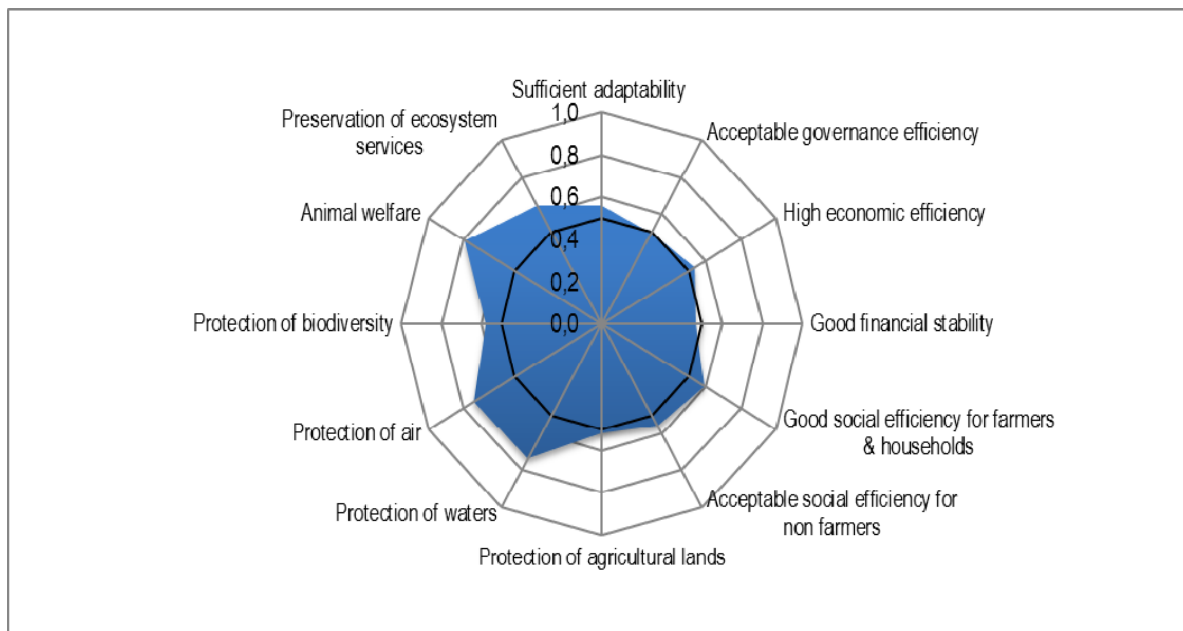 Sufficient adaptability
1,0
Preservation of ecosystem
services
Acceptable governance efficiency
0,8
Animal welfare
0,6
High economic efficiency
0,4
0,2
Protection of biodiversity
0,0
Good financial stability
Protection of air
Good social efficiency for farmers
& households
Protection of waters
Acceptable social efficiency for
non farmers
Protection of agricultural lands